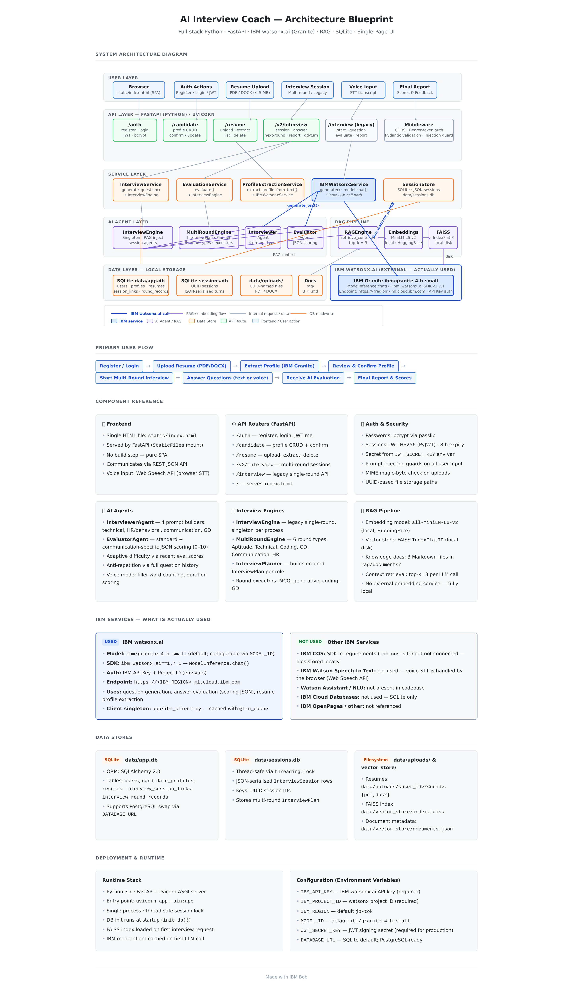 AI Interview Coach — Architecture Blueprint
Full-stack Python · FastAPI · IBM watsonx.ai (Granite) · RAG · SQLite · Single-Page UI
SYSTEM ARCHITECTURE DIAGRAM
USER LAYER
Browser
static/index.html (SPA)
Auth Actions
Register / Login / JWT
Resume Upload
PDF / DOCX (≤ 5 MB)
Interview Session
Multi-round / Legacy
Voice Input
STT transcript
Final Report
Scores & Feedback
API LAYER — FASTAPI (PYTHON) · UVICORN
/auth
register · login
JWT · bcrypt
/candidate
profile CRUD
confirm / update
/resume
upload · extract
list · delete
/v2/interview
session · answer
next-round · report · gd-turn
/interview (legacy)
start · question
evaluate · report
Middleware
CORS · Bearer-token auth
Pydantic validation · Injection guard
SERVICE LAYER
InterviewService
generate_question()
→ InterviewEngine
EvaluationService
evaluate()
→ InterviewEngine
ProfileExtractionService
extract_profile_from_text()
→ IBMWatsonxService
IBMWatsonxService
generate() · model.chat()
Single LLM call path
SessionStore
SQLite · JSON sessions
data/sessions.db
generate_text()
ibm_watsonx_ai SDK
AI AGENT LAYER
InterviewEngine
Singleton · RAG inject
session agents
MultiRoundEngine
InterviewPlan · Planner
6 round types · executors
Interviewer
Agent
4 prompt types
Evaluator
Agent
JSON scoring
RAG context
RAG PIPELINE
RAGEngine
retrieve_context()
top_k = 3
Embeddings
MiniLM-L6-v2
(local · HuggingFace)
FAISS
IndexFlatIP
local disk
disk
DATA LAYER — LOCAL STORAGE
SQLite data/app.db
users · profiles · resumes
session_links · round_records
SQLite sessions.db
UUID sessions
JSON-serialised turns
data/uploads/
UUID-named files
PDF / DOCX
Docs
rag/
3 × .md
IBM WATSONX.AI (EXTERNAL — ACTUALLY USED)
IBM Granite ibm/granite-4-h-small
ModelInference.chat() · ibm_watsonx_ai SDK v1.7.1
Endpoint: https://<region>.ml.cloud.ibm.com · API Key auth
IBM watsonx.ai call
RAG / embedding flow
Internal request / data
DB read/write
IBM service
AI Agent / RAG
Data Store
API Route
Frontend / User action
PRIMARY USER FLOW
Register / Login → Upload Resume (PDF/DOCX) → Extract Profile (IBM Granite) → Review & Confirm Profile →
Start Multi-Round Interview → Answer Questions (text or voice) → Receive AI Evaluation → Final Report & Scores
COMPONENT REFERENCE
Frontend
• Single HTML file: static/index.html
• Served by FastAPI (StaticFiles mount)
• No build step — pure SPA
• Communicates via REST JSON API
• Voice input: Web Speech API (browser STT)
⚙ API Routers (FastAPI)
• /auth — register, login, JWT me
• /candidate — profile CRUD + confirm
• /resume — upload, extract, delete
• /v2/interview — multi-round sessions
• /interview — legacy single-round API
• / — serves index.html
Auth & Security
• Passwords: bcrypt via passlib
• Sessions: JWT HS256 (PyJWT) · 8 h expiry
• Secret from JWT_SECRET_KEY env var
• Prompt injection guards on all user input
• MIME magic-byte check on uploads
• UUID-based file storage paths
AI Agents
• InterviewerAgent — 4 prompt builders:
technical, HR/behavioral, communication, GD
• EvaluatorAgent — standard +
communication-specific JSON scoring (0–10)
• Adaptive difficulty via recent eval scores
• Anti-repetition via full question history
• Voice mode: filler-word counting, duration
scoring
Interview Engines
• InterviewEngine — legacy single-round,
singleton per process
• MultiRoundEngine — 6 round types:
Aptitude, Technical, Coding, GD,
Communication, HR
• InterviewPlanner — builds ordered
InterviewPlan per role
• Round executors: MCQ, generative, coding,
GD
RAG Pipeline
• Embedding model: all-MiniLM-L6-v2
(local, HuggingFace)
• Vector store: FAISS IndexFlatIP (local
disk)
• Knowledge docs: 3 Markdown files in
rag/documents/
• Context retrieval: top-k=3 per LLM call
• No external embedding service — fully
local
IBM SERVICES — WHAT IS ACTUALLY USED
USED IBM watsonx.ai
• Model: ibm/granite-4-h-small (default; configurable via MODEL_ID)
• SDK: ibm_watsonx_ai==1.7.1 — ModelInference.chat()
• Auth: IBM API Key + Project ID (env vars)
• Endpoint: https://<IBM_REGION>.ml.cloud.ibm.com
• Uses: question generation, answer evaluation (scoring JSON), resume
profile extraction
• Client singleton: app/ibm_client.py — cached with @lru_cache
NOT USED Other IBM Services
• IBM COS: SDK in requirements (ibm-cos-sdk) but not connected —
files stored locally
• IBM Watson Speech-to-Text: not used — voice STT is handled by
the browser (Web Speech API)
• Watson Assistant / NLU: not present in codebase
• IBM Cloud Databases: not used — SQLite only
• IBM OpenPages / other: not referenced
DATA STORES
SQLite data/app.db
• ORM: SQLAlchemy 2.0
• Tables: users, candidate_profiles,
resumes, interview_session_links,
interview_round_records
• Supports PostgreSQL swap via
DATABASE_URL
SQLite data/sessions.db
• Thread-safe via threading.Lock
• JSON-serialised InterviewSession rows
• Keys: UUID session IDs
• Stores multi-round InterviewPlan
Filesystem data/uploads/ &
vector_store/
• Resumes:
data/uploads/<user_id>/<uuid>.
{pdf,docx}
• FAISS index:
data/vector_store/index.faiss
• Document metadata:
data/vector_store/documents.json
DEPLOYMENT & RUNTIME
Runtime Stack
• Python 3.x · FastAPI · Uvicorn ASGI server
• Entry point: uvicorn app.main:app
• Single process · thread-safe session lock
• DB init runs at startup (init_db())
• FAISS index loaded on first interview request
• IBM model client cached on first LLM call
Configuration (Environment Variables)
• IBM_API_KEY — IBM watsonx.ai API key (required)
• IBM_PROJECT_ID — watsonx project ID (required)
• IBM_REGION — default jp-tok
• MODEL_ID — default ibm/granite-4-h-small
• JWT_SECRET_KEY — JWT signing secret (required for production)
• DATABASE_URL — SQLite default; PostgreSQL-ready
Made with IBM Bob